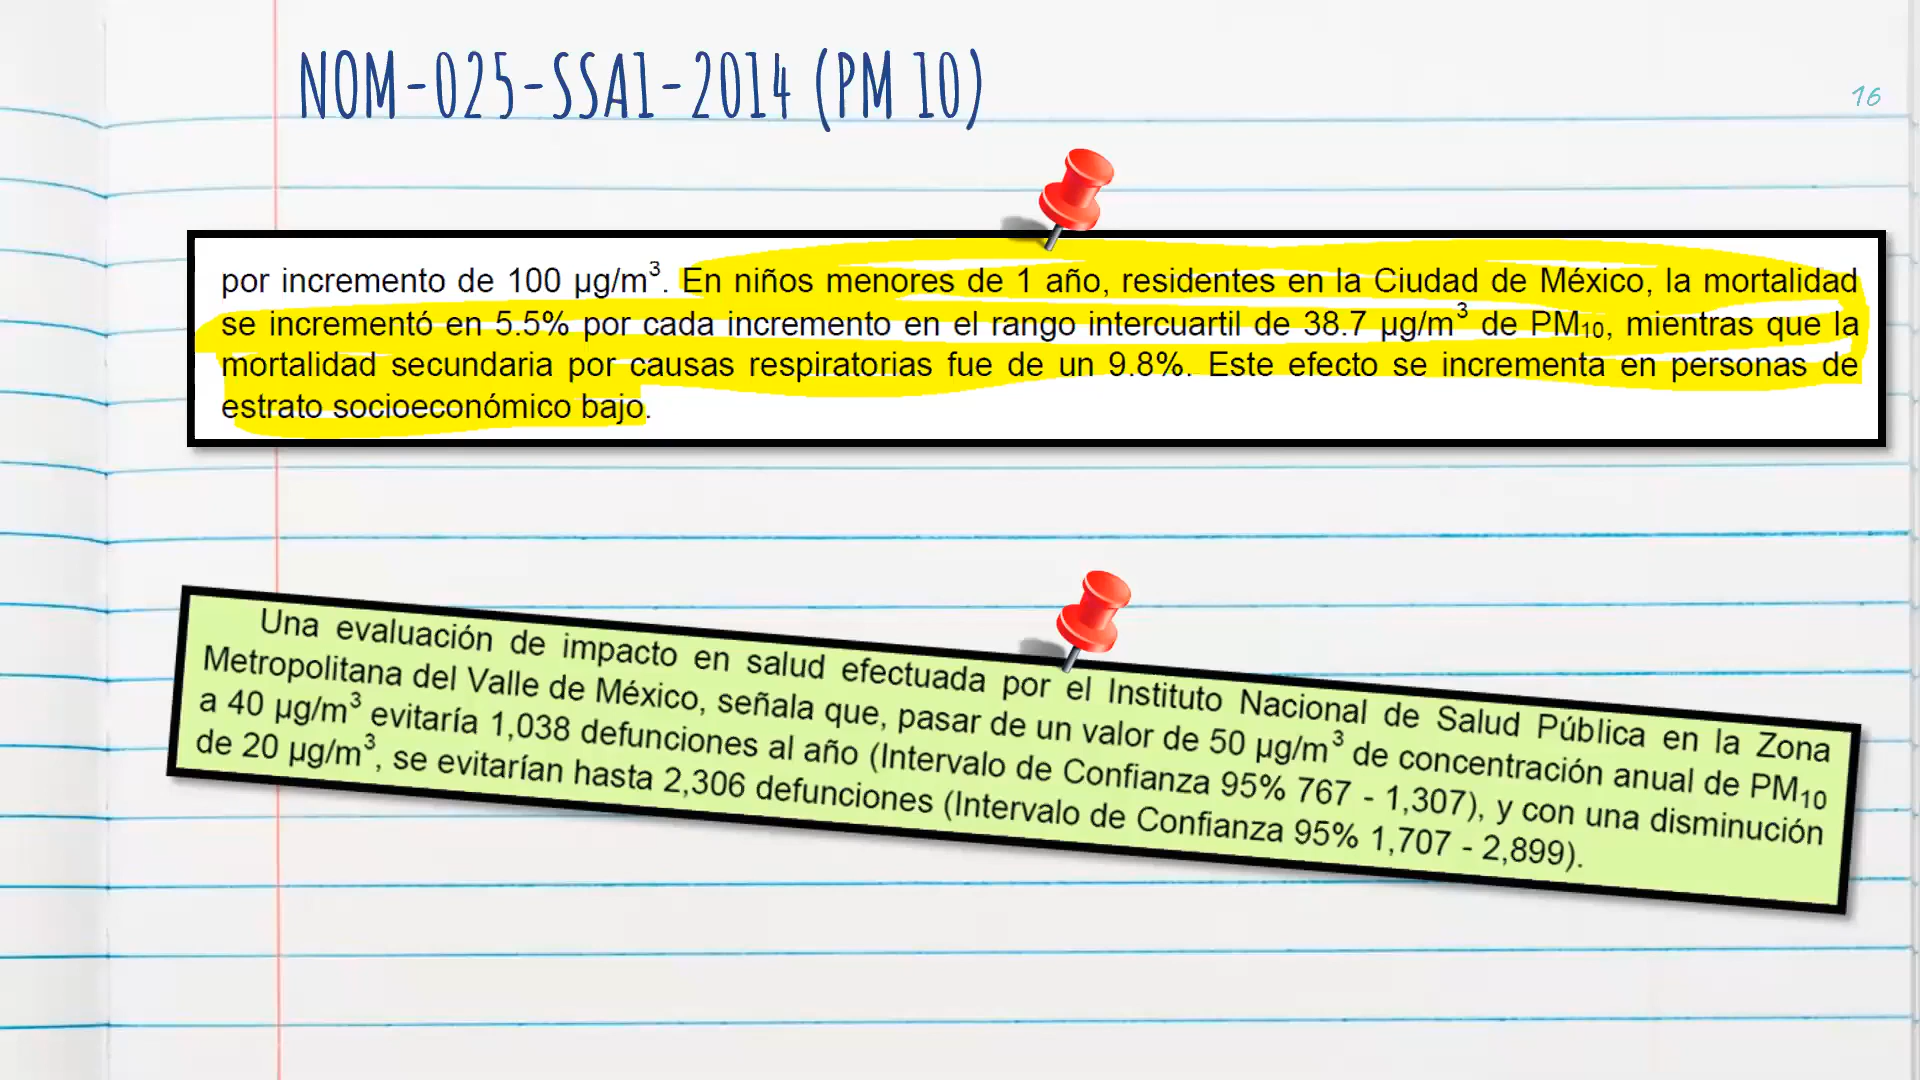 NOM-025-SSA1-2014 (PM 10)
16
por incremento de 100 µg/m³. En niños menores de 1 año, residentes en la Ciudad de México, la mortalidad
se incrementó en 5.5% por cada incremento en el rango intercuartil de 38.7 µg/m³ de PM₁₀, mientras que la
mortalidad secundaria por causas respiratorias fue de un 9.8%. Este efecto se incrementa en personas de
estrato socioeconómico bajo.
Una evaluación de impacto en salud efectuada por el Instituto Nacional de Salud Pública en la Zona
Metropolitana del Valle de México, señala que, pasar de un valor de 50 µg/m³ de concentración anual de PM₁₀
a 40 µg/m³ evitaría 1,038 defunciones al año (Intervalo de Confianza 95% 767 - 1,307), y con una disminución
de 20 µg/m³, se evitarían hasta 2,306 defunciones (Intervalo de Confianza 95% 1,707 - 2,899).